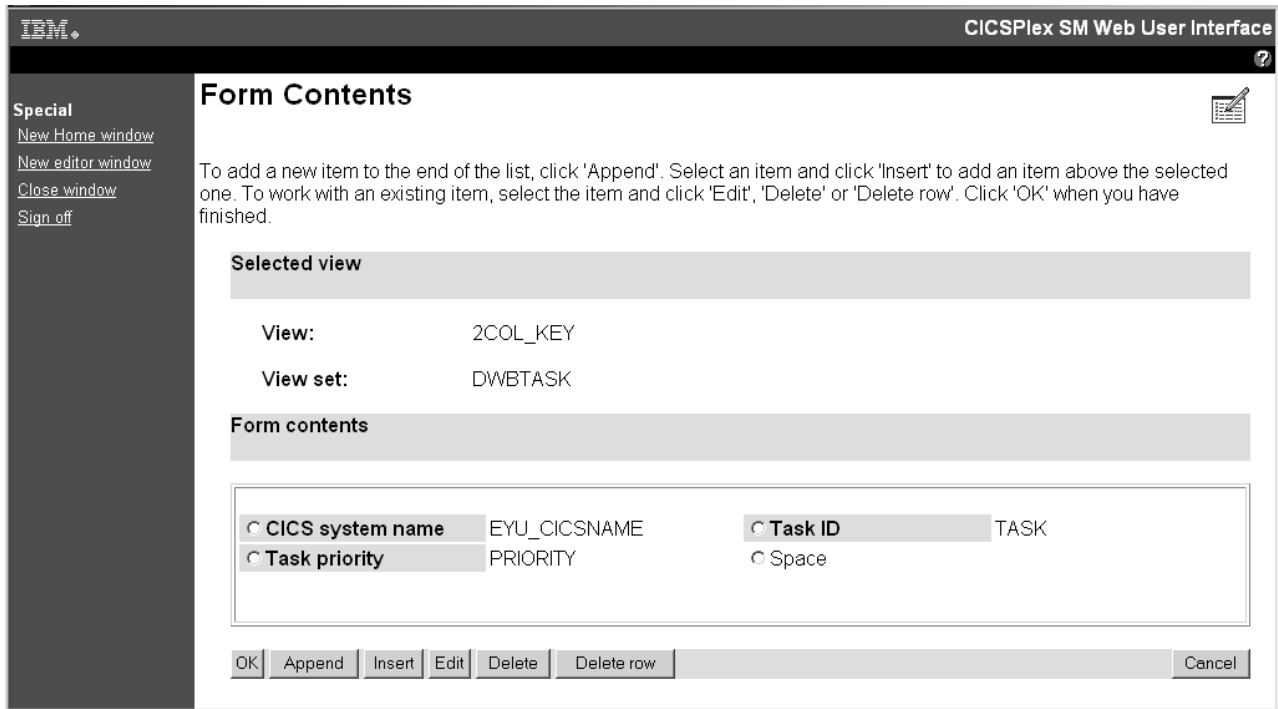 IBM.
CICSPlex SM Web User Interface
?
Special
New Home window
New editor window
Close window
Sign off
Form Contents
To add a new item to the end of the list, click 'Append'. Select an item and click 'Insert' to add an item above the selected
one. To work with an existing item, select the item and click 'Edit', 'Delete' or 'Delete row'. Click 'OK' when you have
finished.
Selected view
View: 2COL_KEY
View set: DWBTASK
Form contents
CICS system name EYU_CICSNAME Task ID TASK
Task priority PRIORITY Space
OK Append Insert Edit Delete Delete row Cancel